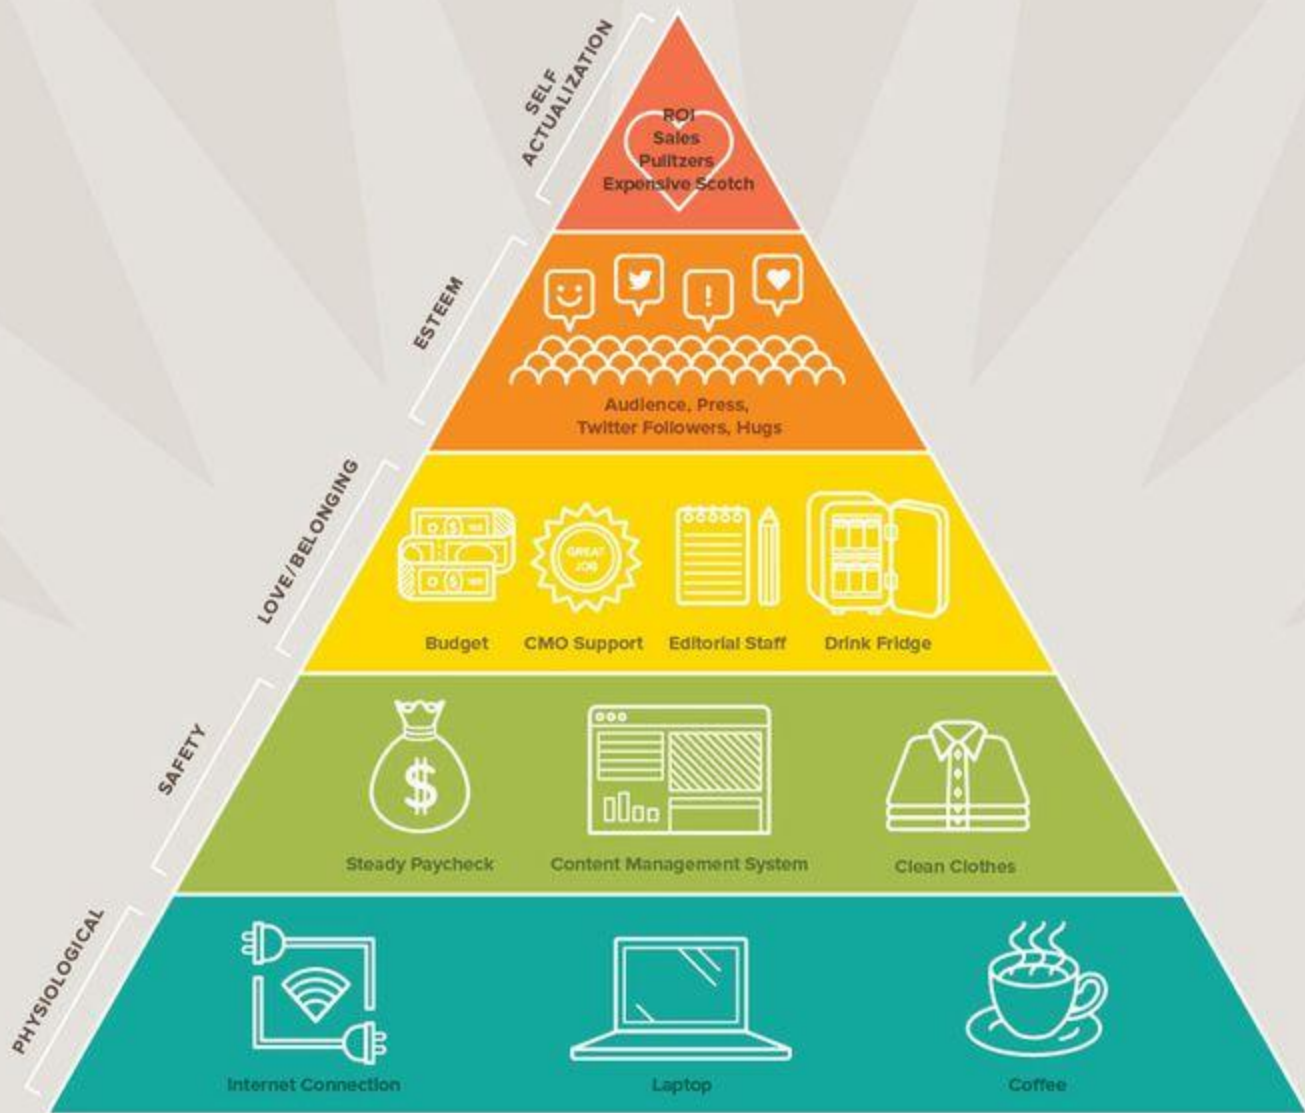 SELF
ACTUALIZATION
ROI
Sales
Pulitzers
Expensive Scotch
ESTEEM
Audience, Press,
Twitter Followers, Hugs
LOVE/BELONGING
GREAT
JOB
Budget
CMO Support
Editorial Staff
Drink Fridge
SAFETY
$
Steady Paycheck
Content Management System
Clean Clothes
PHYSIOLOGICAL
Internet Connection
Laptop
Coffee